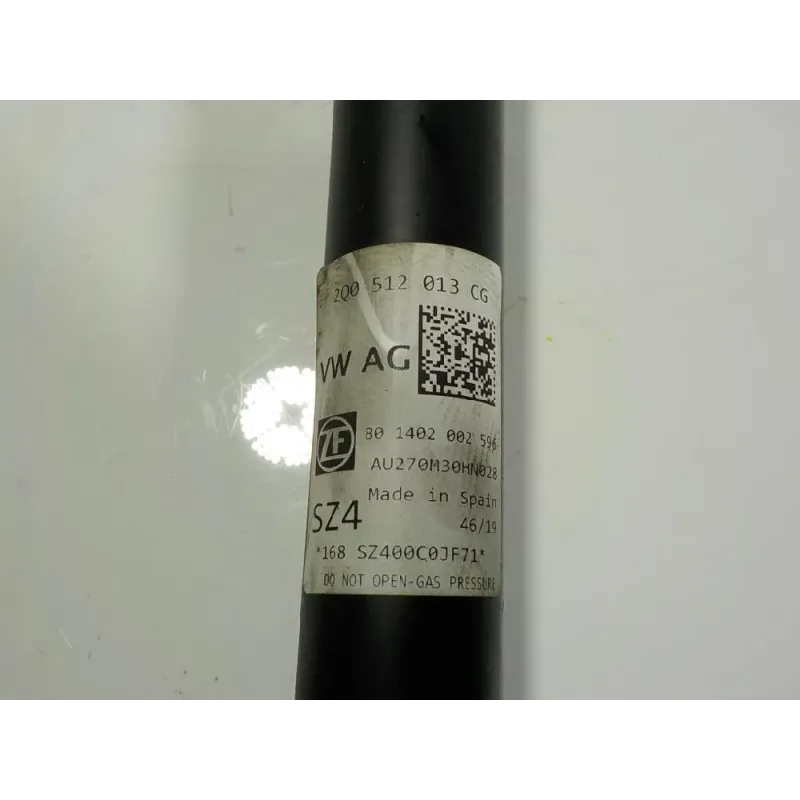 2Q0 512 013 CG
VW AG
ZF
80 1402 002 596
AU270M30HN028
Made in Spain
SZ4
46/19
*168 SZ400C0JF71*
DO NOT OPEN-GAS PRESSURE